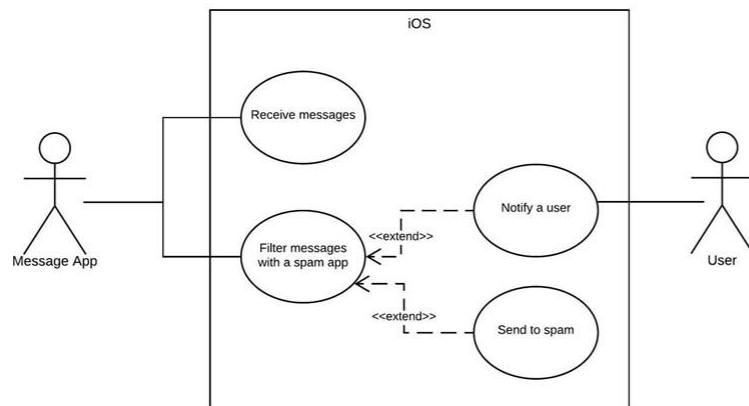 iOS
Receive messages
Message App
Filter messages
with a spam app
<<extend>>
Notify a user
User
<<extend>>
Send to spam